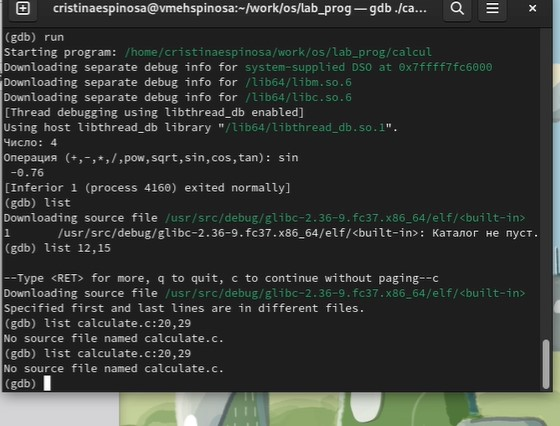 cristinaespinosa@vmehspinosa:~/work/os/lab_prog — gdb ./ca...
(gdb) run
Starting program: /home/cristinaespinosa/work/os/lab_prog/calcul
Downloading separate debug info for system-supplied DSO at 0x7ffff7fc6000
Downloading separate debug info for /lib64/libm.so.6
Downloading separate debug info for /lib64/libc.so.6
[Thread debugging using libthread_db enabled]
Using host libthread_db library "/lib64/libthread_db.so.1".
Число: 4
Операция (+,-,*,/,pow,sqrt,sin,cos,tan): sin
 -0.76
[Inferior 1 (process 4160) exited normally]
(gdb) list
Downloading source file /usr/src/debug/glibc-2.36-9.fc37.x86_64/elf/<built-in>
1       /usr/src/debug/glibc-2.36-9.fc37.x86_64/elf/<built-in>: Каталог не пуст.
(gdb) list 12,15
--Type <RET> for more, q to quit, c to continue without paging--c
Downloading source file /usr/src/debug/glibc-2.36-9.fc37.x86_64/elf/<built-in>
Specified first and last lines are in different files.
(gdb) list calculate.c:20,29
No source file named calculate.c.
(gdb) list calculate.c:20,29
No source file named calculate.c.
(gdb)